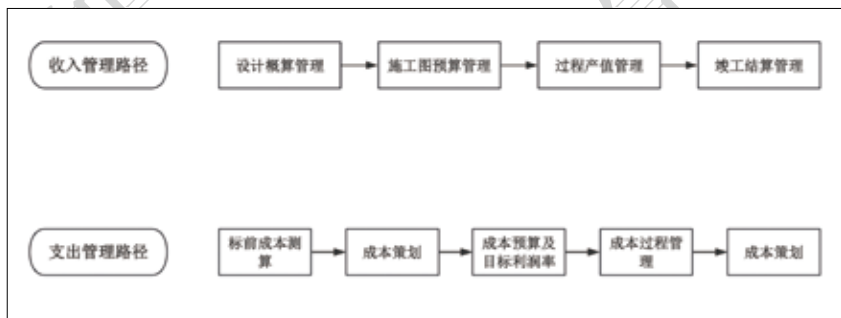 收入管理路径
设计概算管理
施工图预算管理
过程产值管理
竣工结算管理
支出管理路径
标前成本测
算
成本策划
成本预算及
目标利润率
成本过程管
理
成本策划